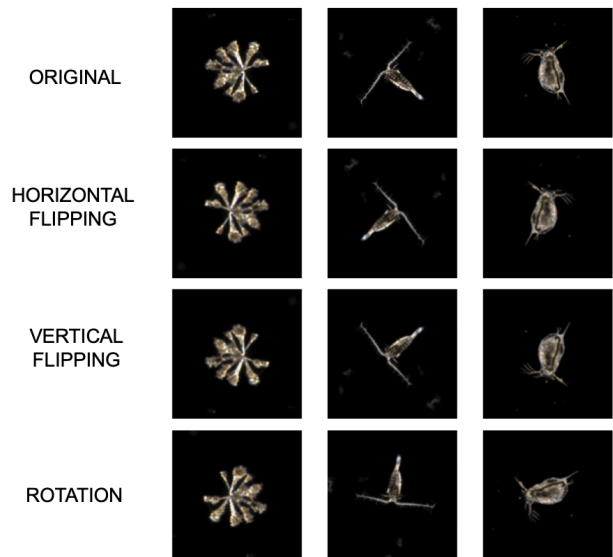 ORIGINAL
HORIZONTAL
FLIPPING
VERTICAL
FLIPPING
ROTATION